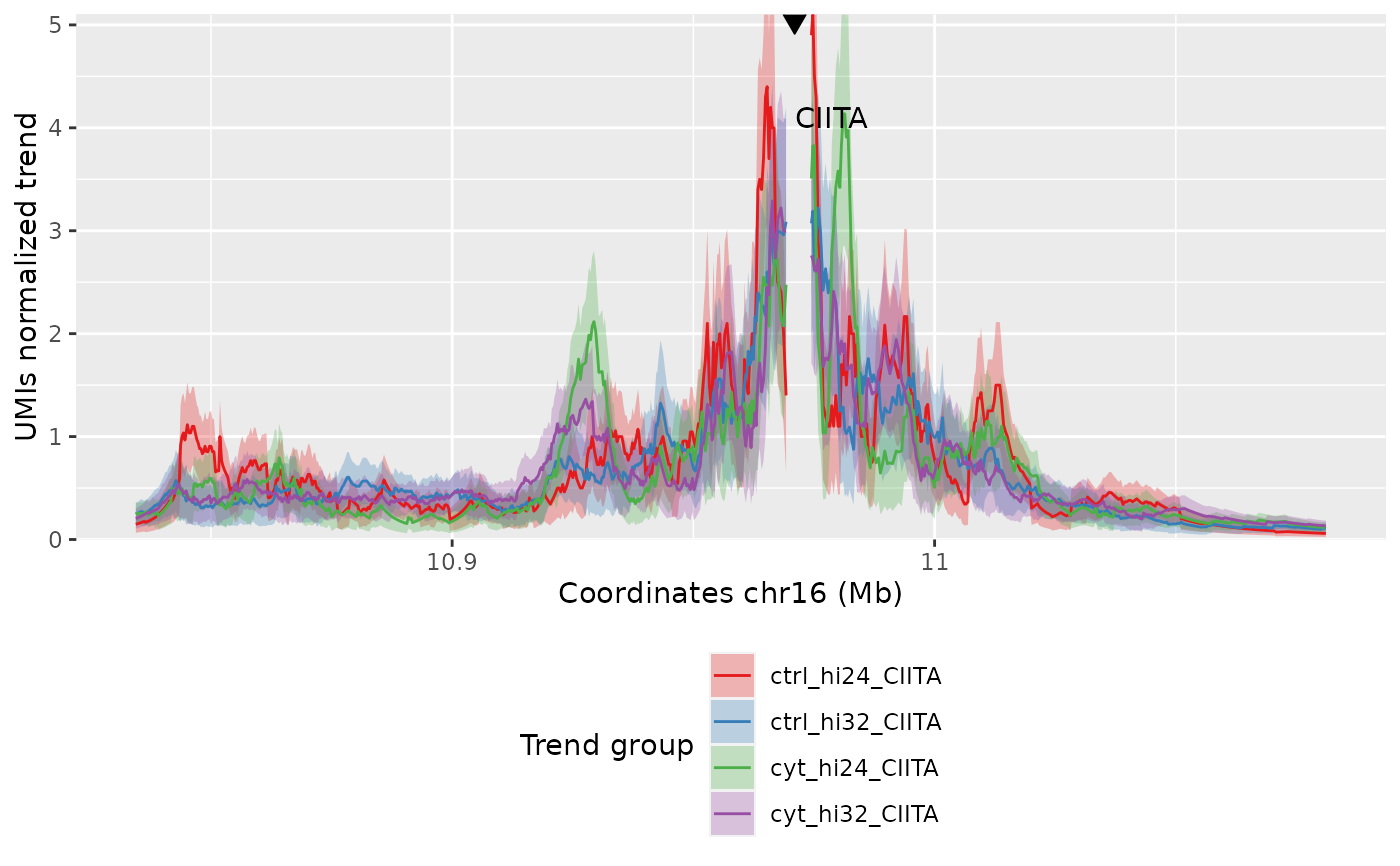 5
4
3
2
1
0
UMIs normalized trend
CIITA
10.9
11
Coordinates chr16 (Mb)
Trend group
ctrl_hi24_CIITA
ctrl_hi32_CIITA
cyt_hi24_CIITA
cyt_hi32_CIITA